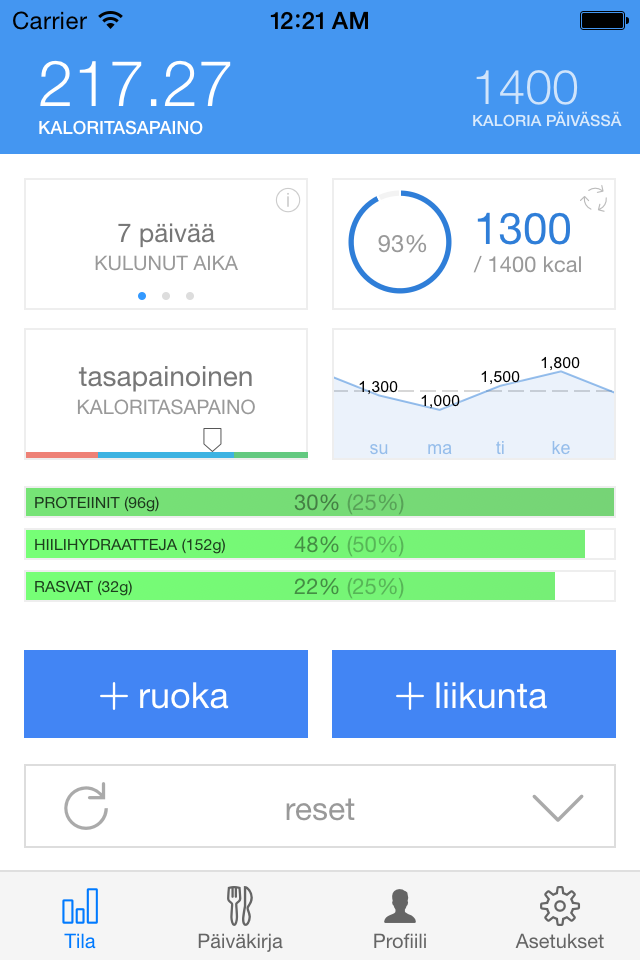 Carrier 12:21 AM
217.27
KALORITASAPAINO
1400
KALORIA PÄIVÄSSÄ
7 päivää
KULUNUT AIKA
93%
1300
/ 1400 kcal
tasapainoinen
KALORITASAPAINO
1,300 1,000 1,500 1,800
su ma ti ke
PROTEIINIT (96g) 30% (25%)
HIILIHYDRAATTEJA (152g) 48% (50%)
RASVAT (32g) 22% (25%)
+ ruoka
+ liikunta
reset
Tila Päiväkirja Profiili Asetukset